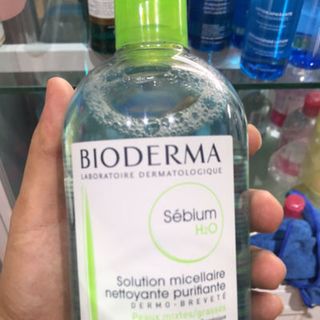 BIODERMA
LABORATOIRE DERMATOLOGIQUE
Sébium
H2O
Solution micellaire
nettoyante purifiante
DERMO-BREVETÉ
Peaux mixtes/grasses